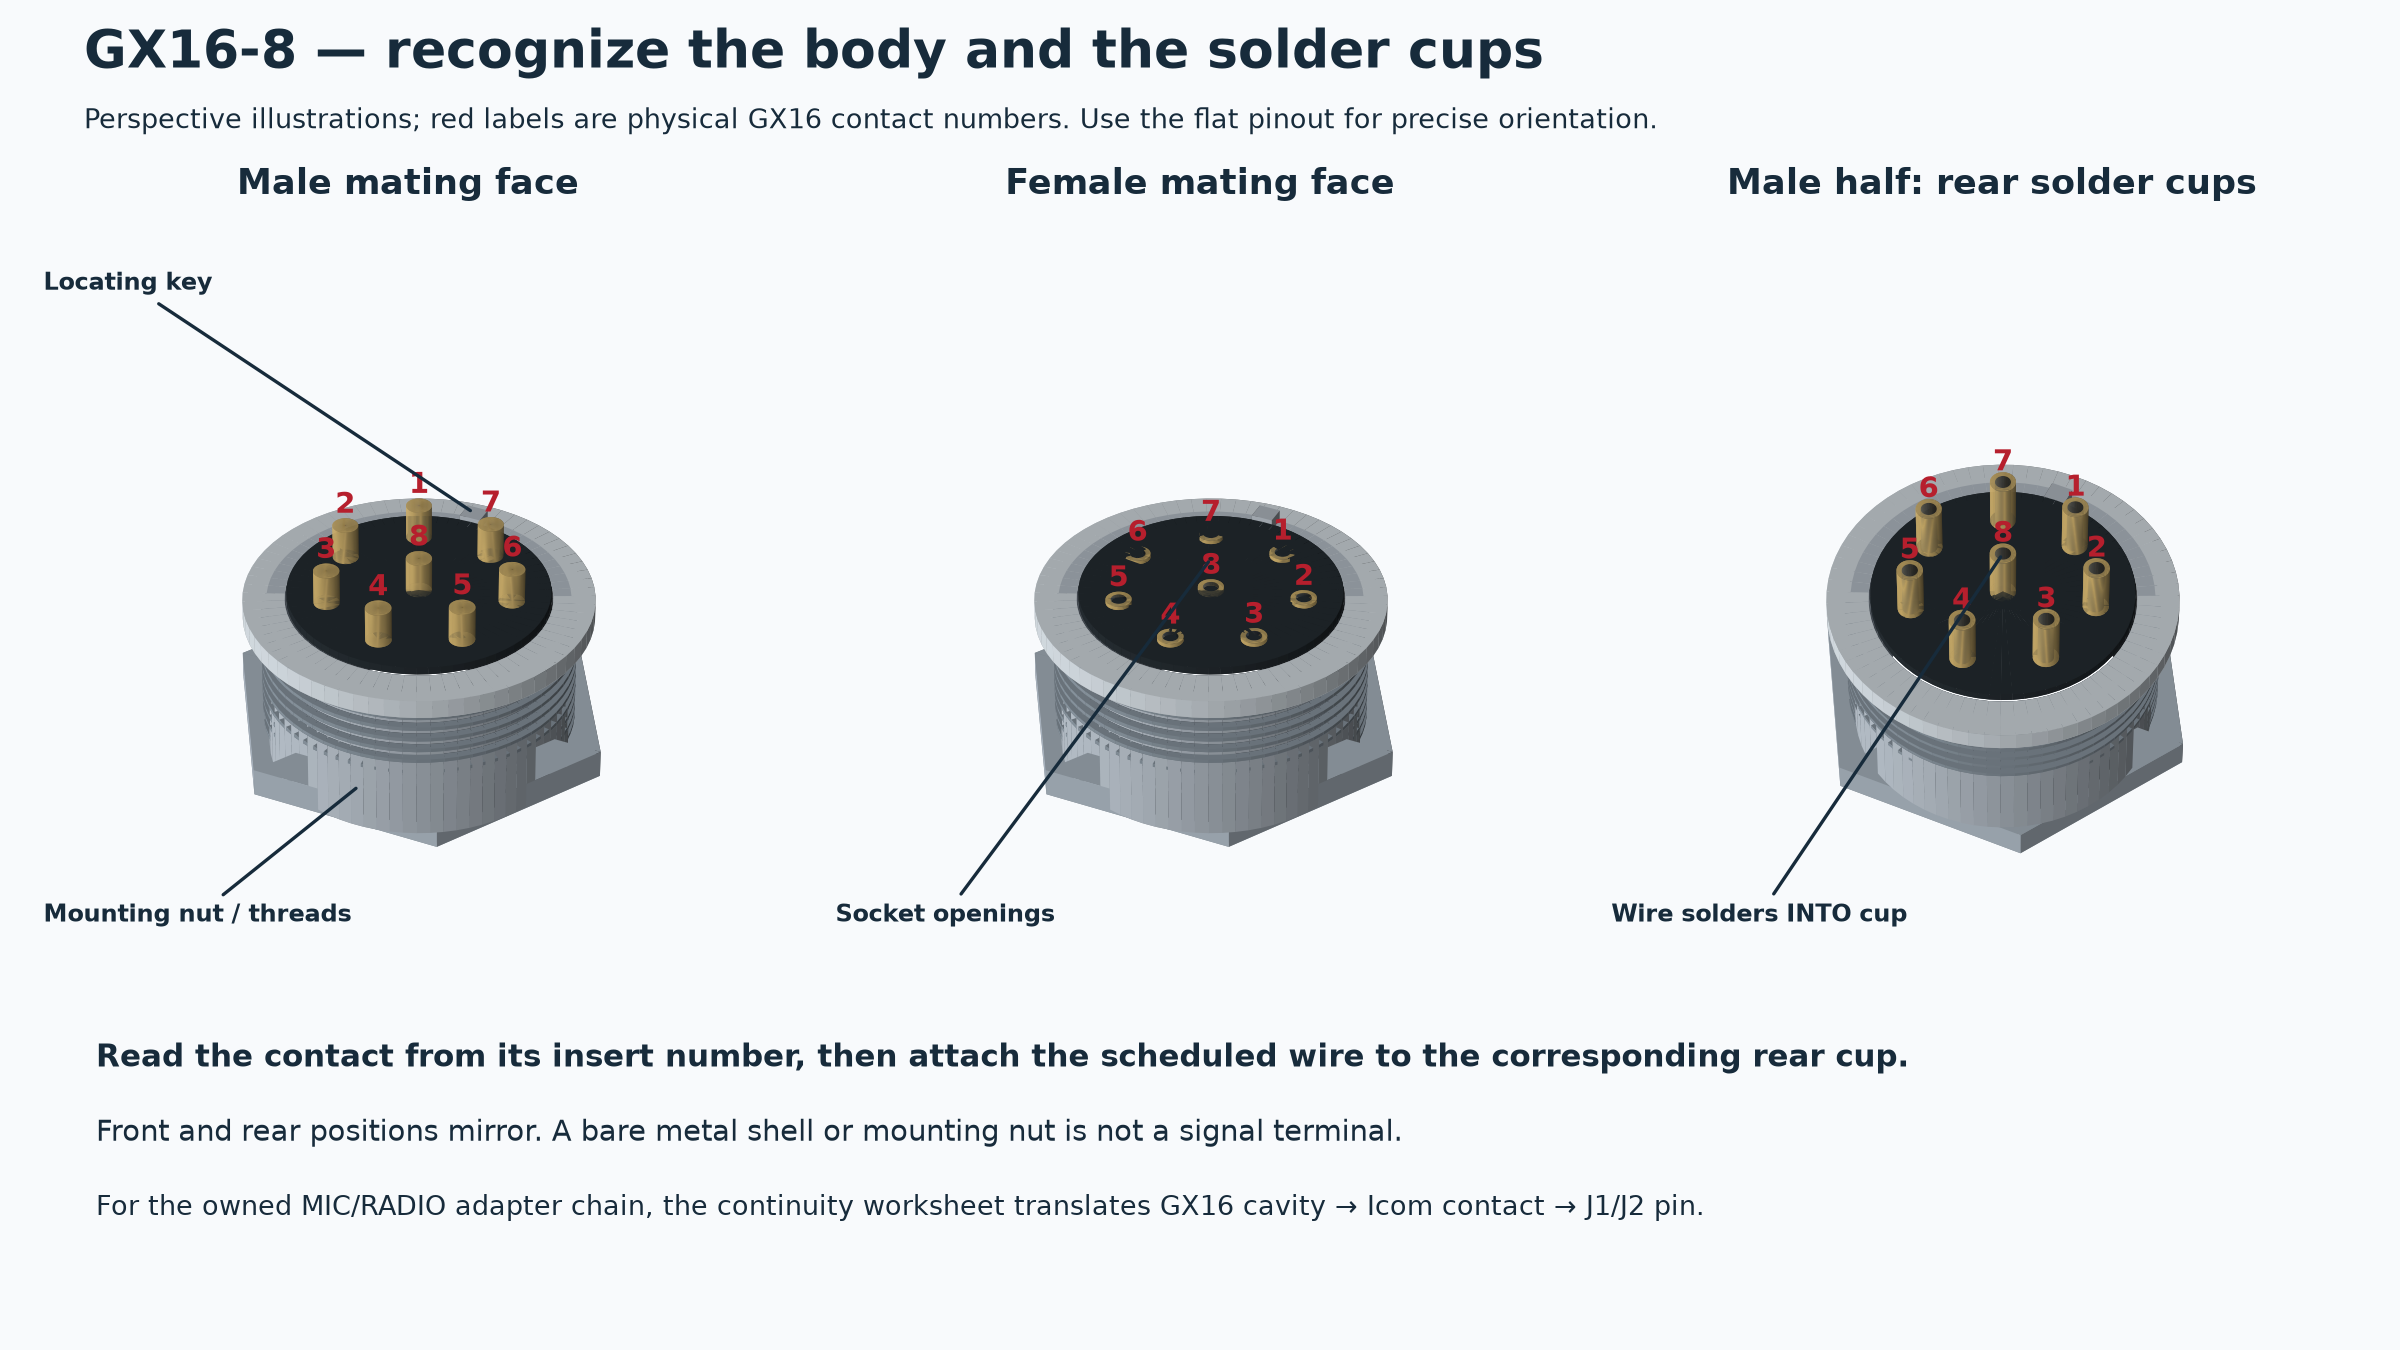 GX16-8 — recognize the body and the solder cups
Perspective illustrations; red labels are physical GX16 contact numbers. Use the flat pinout for precise orientation.
Male mating face
Female mating face
Male half: rear solder cups
Locating key
1
2
7
8
3
6
4
5
7
6
1
8
5
2
4
3
7
6
1
8
5
2
4
3
Mounting nut / threads
Socket openings
Wire solders INTO cup
Read the contact from its insert number, then attach the scheduled wire to the corresponding rear cup.
Front and rear positions mirror. A bare metal shell or mounting nut is not a signal terminal.
For the owned MIC/RADIO adapter chain, the continuity worksheet translates GX16 cavity → Icom contact → J1/J2 pin.